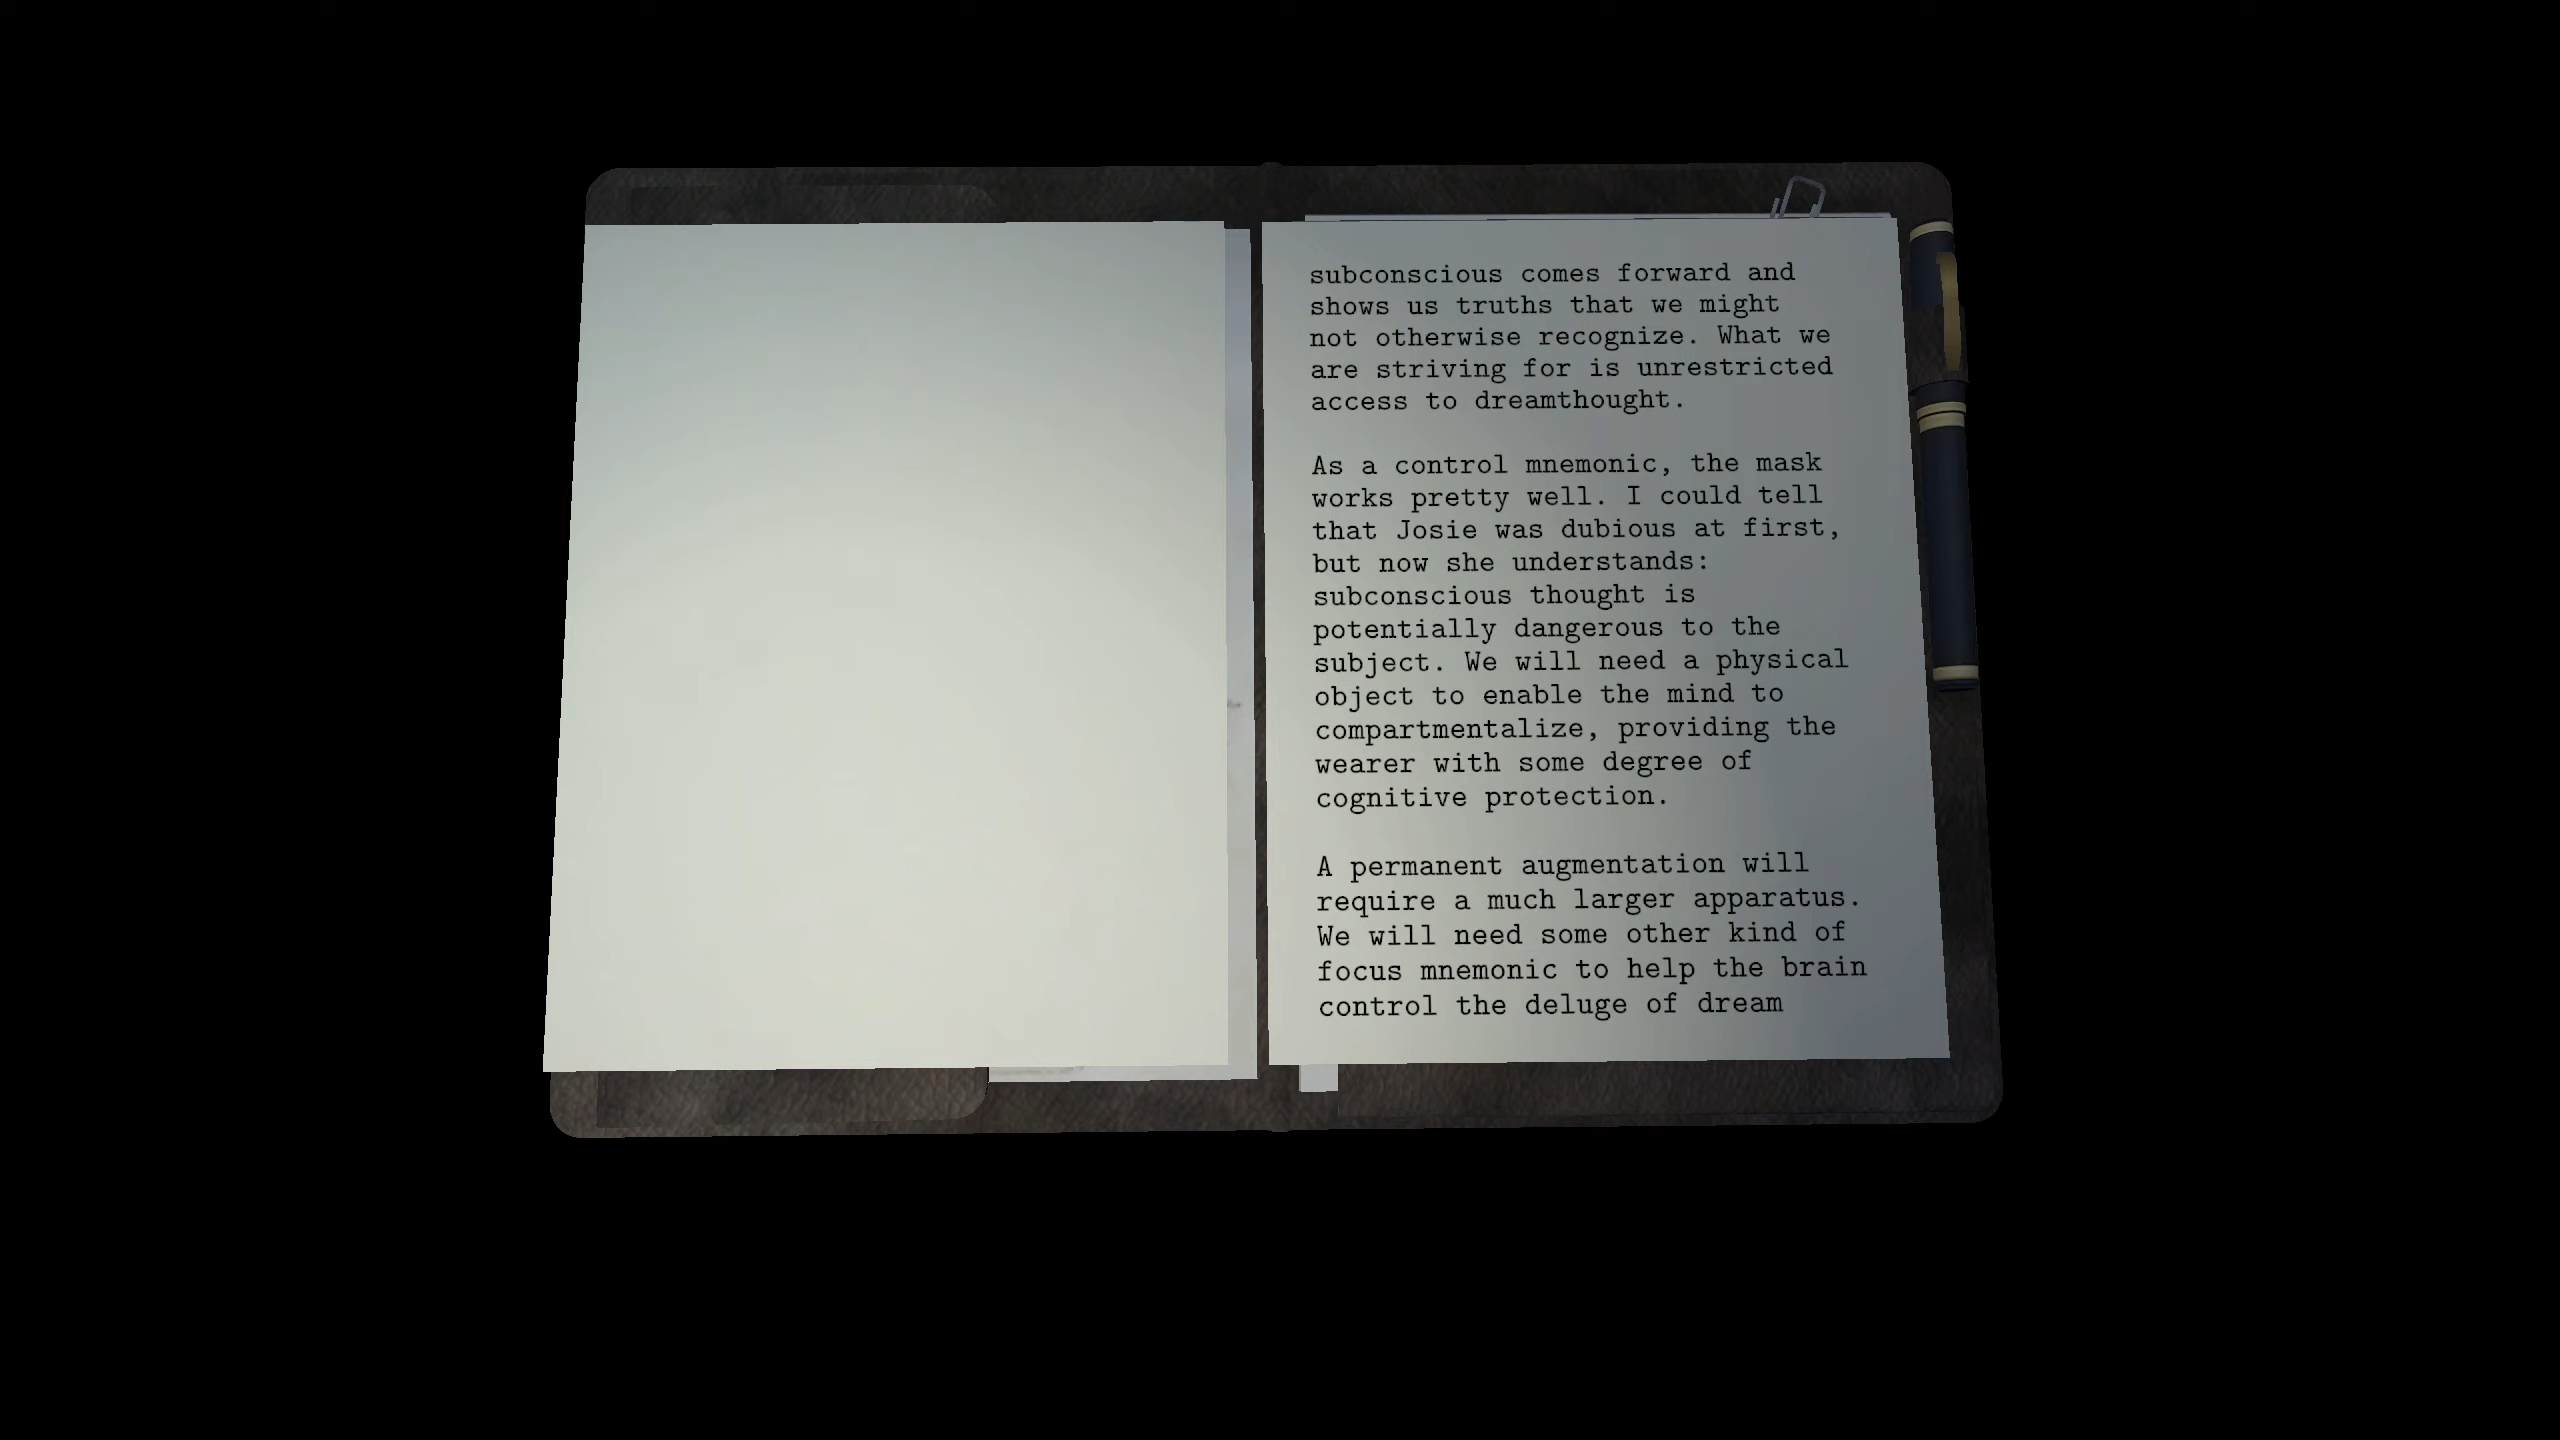 subconscious comes forward and
shows us truths that we might
not otherwise recognize. What we
are striving for is unrestricted
access to dreamthought.
As a control mnemonic, the mask
works pretty well. I could tell
that Josie was dubious at first,
but now she understands:
subconscious thought is
potentially dangerous to the
subject. We will need a physical
object to enable the mind to
compartmentalize, providing the
wearer with some degree of
cognitive protection.
A permanent augmentation will
require a much larger apparatus.
We will need some other kind of
focus mnemonic to help the brain
control the deluge of dream